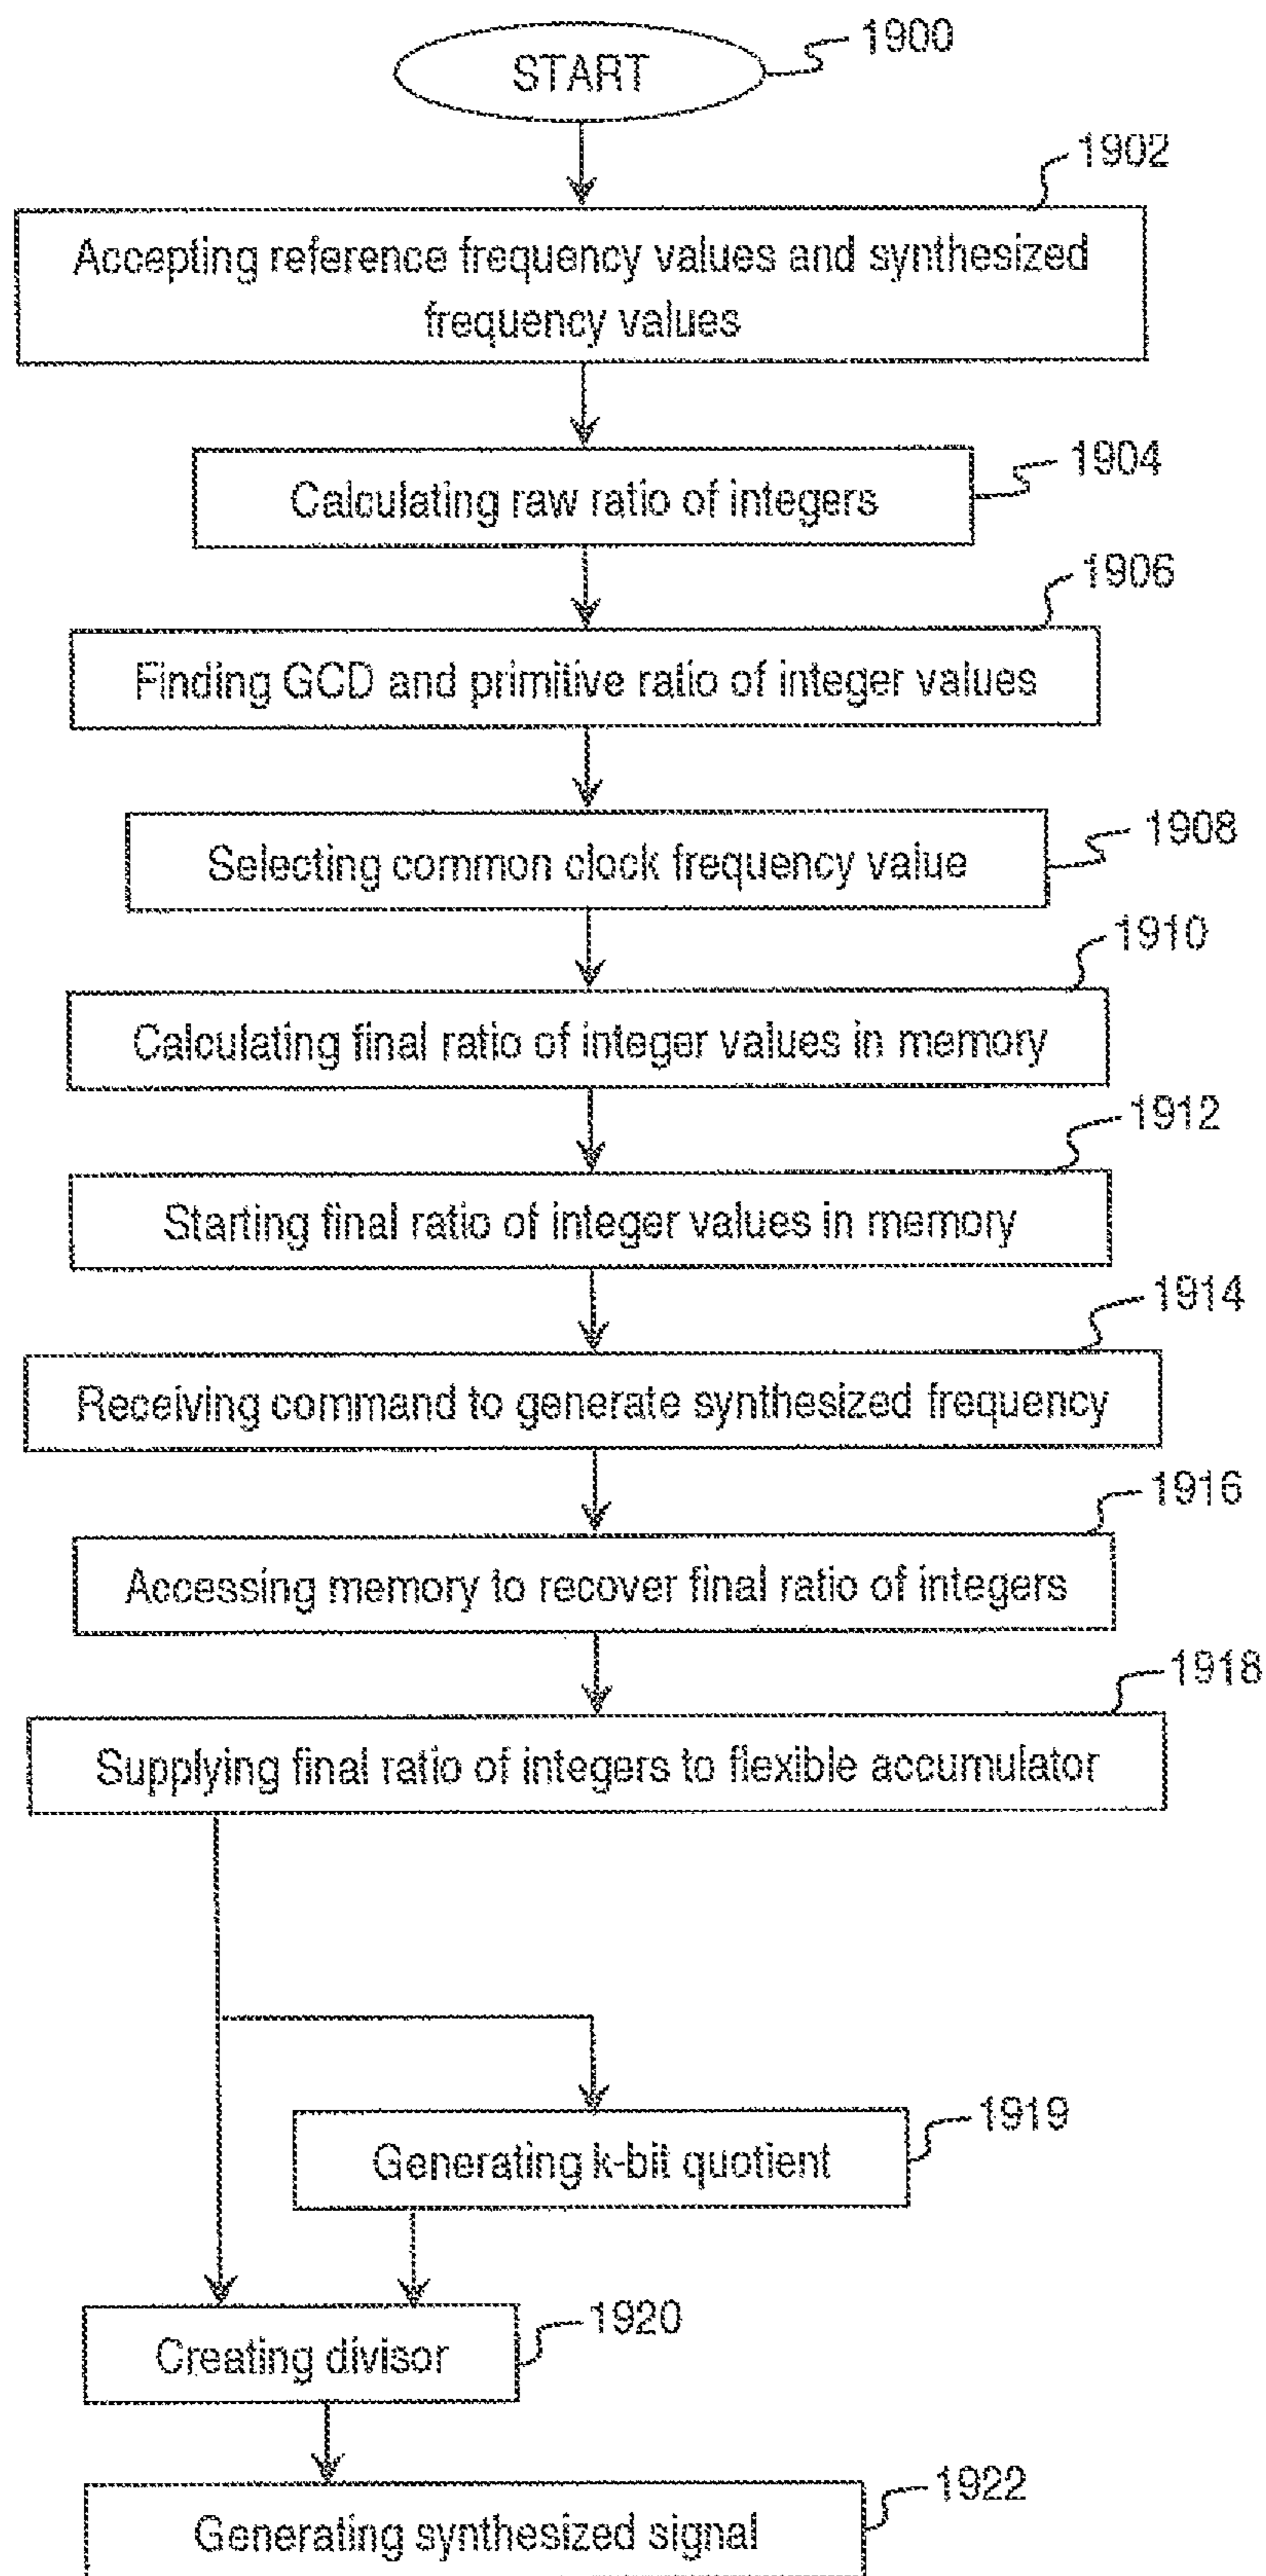 START
1900
1902
Accepting reference frequency values and synthesized
frequency values
1904
Calculating raw ratio of integers
1906
Finding GCD and primitive ratio of integer values
1908
Selecting common clock frequency value
1910
Calculating final ratio of integer values in memory
1912
Starting final ratio of integer values in memory
1914
Receiving command to generate synthesized frequency
1916
Accessing memory to recover final ratio of integers
1918
Supplying final ratio of integers to flexible accumulator
1919
Generating k-bit quotient
1920
Creating divisor
1922
Generating synthesized signal